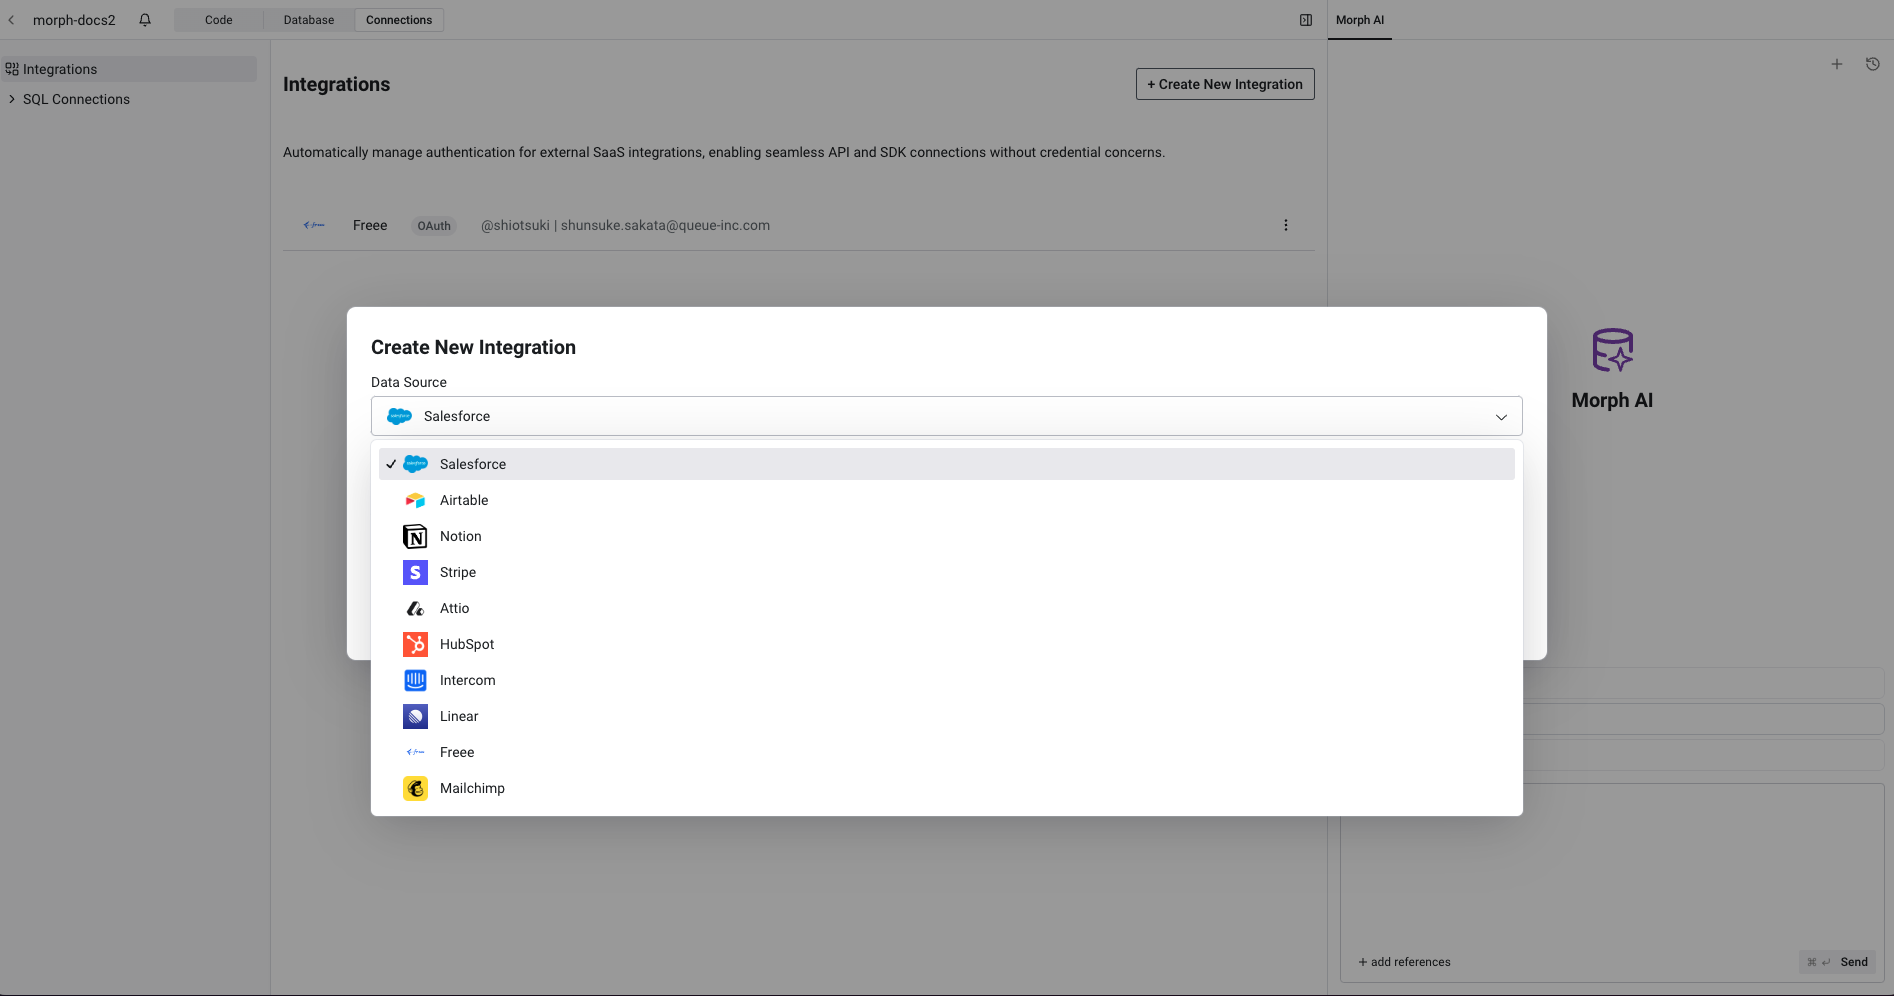 morph-docs2
Code
Database
Connections
Morph AI
Integrations
SQL Connections
Integrations
+ Create New Integration
Automatically manage authentication for external SaaS integrations, enabling seamless API and SDK connections without credential concerns.
Freee
OAuth
@shiotsuki | shunsuke.sakata@queue-inc.com
Create New Integration
Data Source
Salesforce
Salesforce
Airtable
Notion
Stripe
Attio
HubSpot
Intercom
Linear
Freee
Mailchimp
Morph AI
+ add references
⌘ ↵ Send